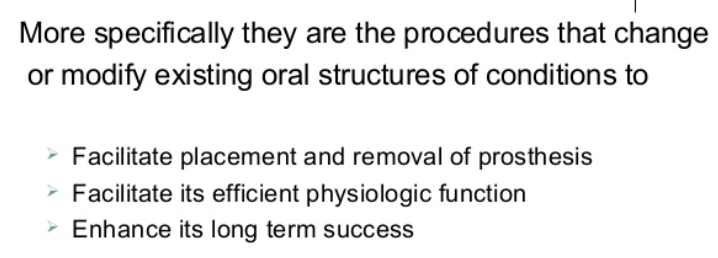 More specifically they are the procedures that change
or modify existing oral structures of conditions to
Facilitate placement and removal of prosthesis
Facilitate its efficient physiologic function
Enhance its long term success